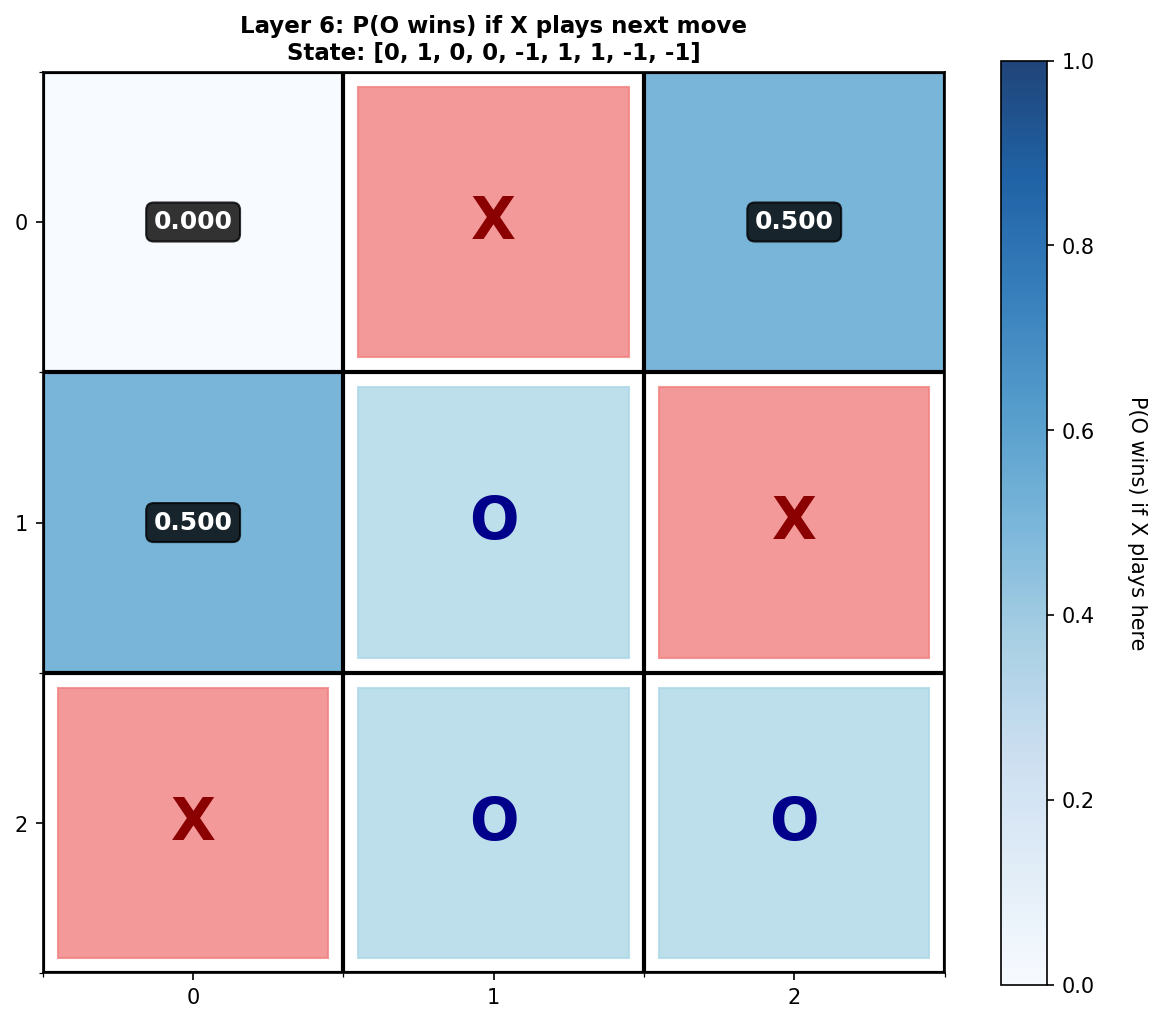 Layer 6: P(O wins) if X plays next move
State: [0, 1, 0, 0, -1, 1, 1, -1, -1]
0.000
X
0.500
0.500
O
X
X
O
O
0
1
2
0
1
2
1.0
0.8
0.6
0.4
0.2
0.0
P(O wins) if X plays here